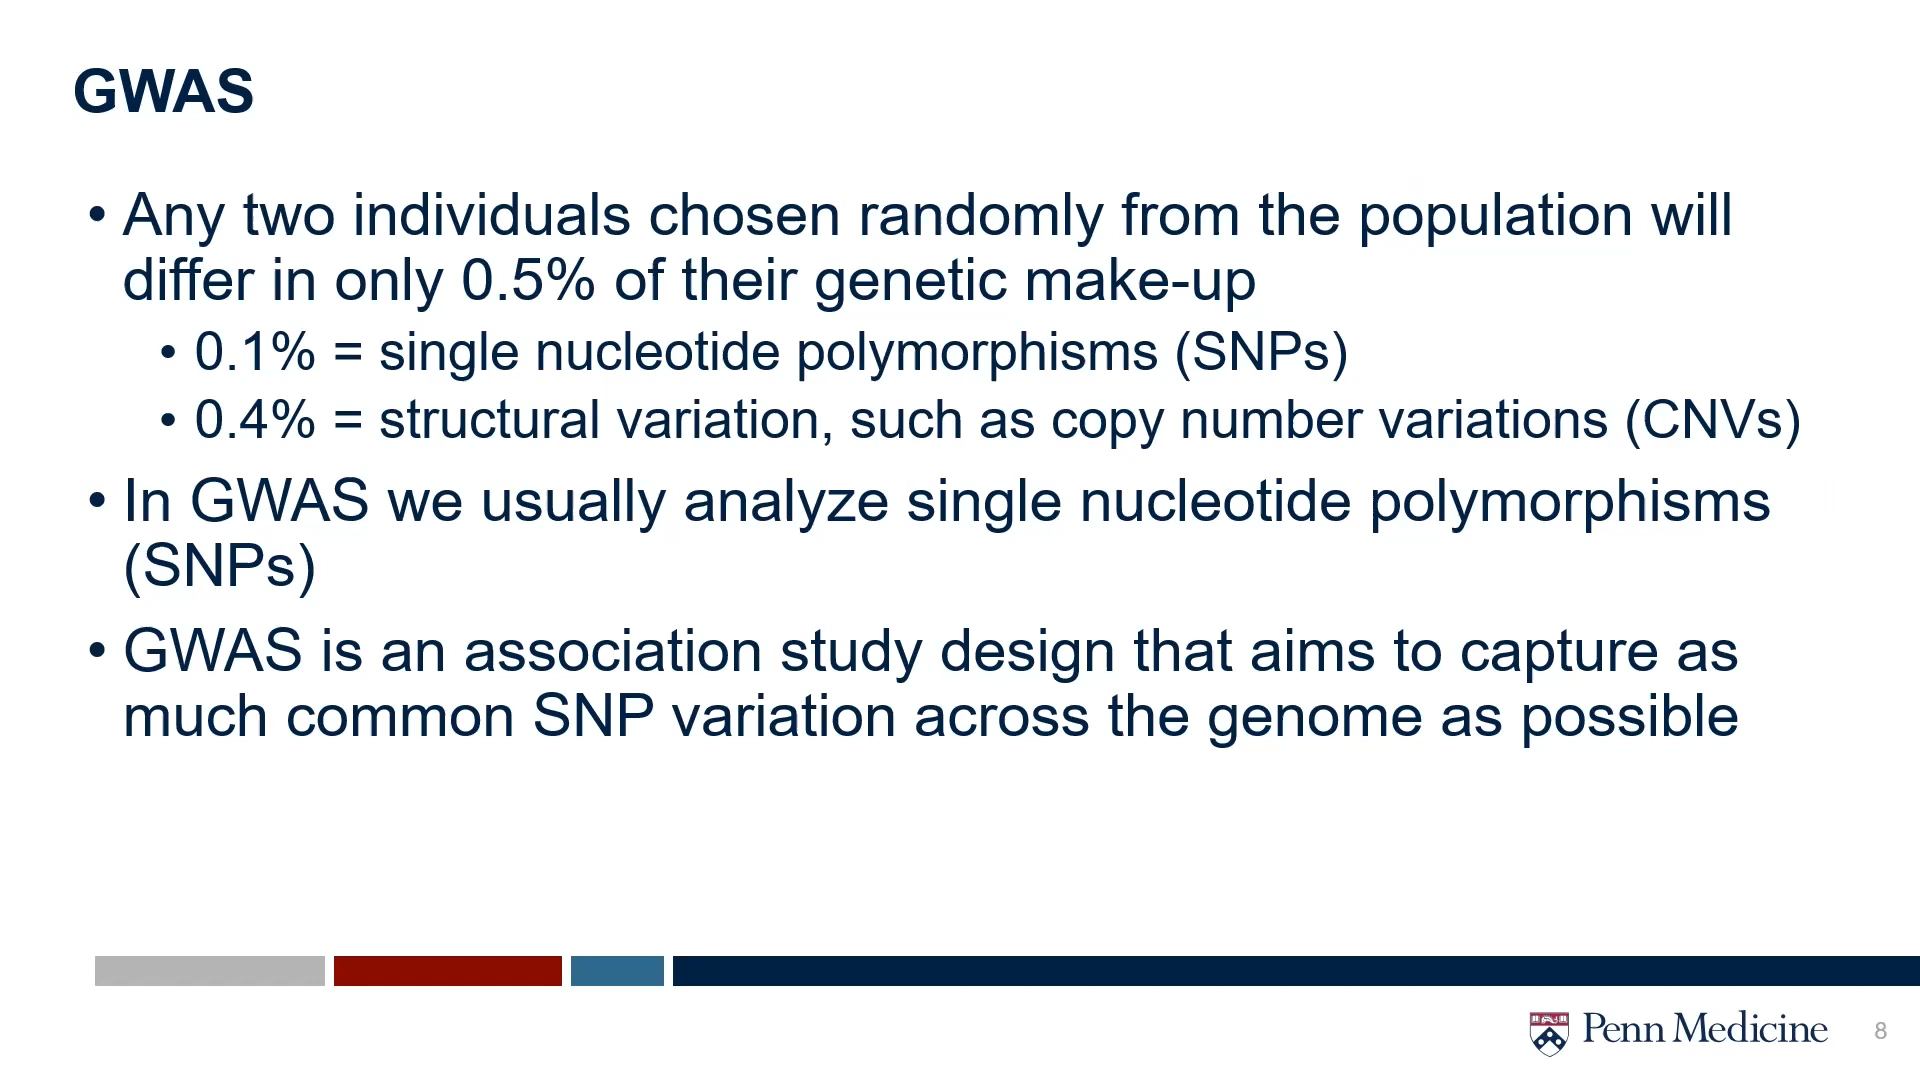 GWAS
• Any two individuals chosen randomly from the population will
differ in only 0.5% of their genetic make-up
• 0.1% = single nucleotide polymorphisms (SNPs)
• 0.4% = structural variation, such as copy number variations (CNVs)
• In GWAS we usually analyze single nucleotide polymorphisms
(SNPs)
• GWAS is an association study design that aims to capture as
much common SNP variation across the genome as possible
Penn Medicine
8